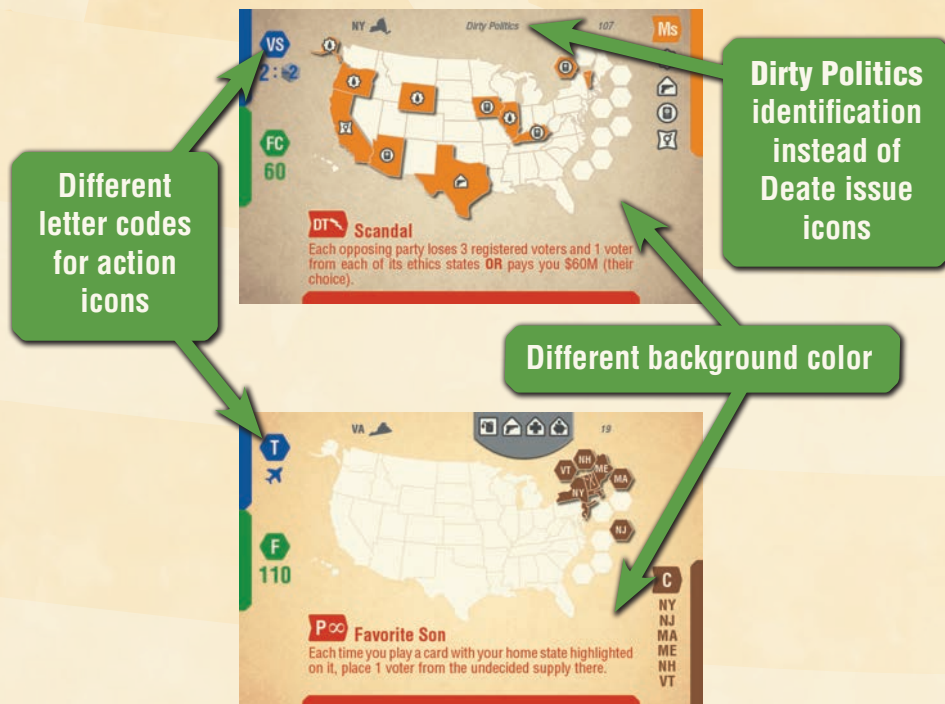 NY
Dirty Politics
107
Ms
VS
2 : 2
FC
60
DT
Scandal
Each opposing party loses 3 registered voters and 1 voter
from each of its ethics states OR pays you $60M (their
choice).
Dirty Politics
identification
instead of
Deate issue
icons
Different
letter codes
for action
icons
Different background color
VA
19
T
F
110
VT
NH
ME
MA
NY
NJ
C
NY
NJ
MA
ME
NH
VT
P∞
Favorite Son
Each time you play a card with your home state highlighted
on it, place 1 voter from the undecided supply there.